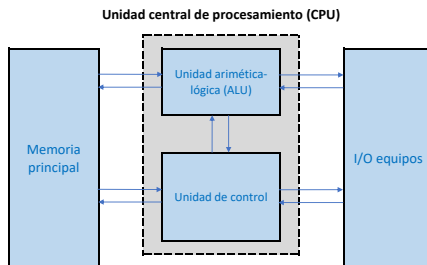 Unidad central de procesamiento (CPU)
Unidad arimética-
lógica (ALU)
Memoria
principal
I/O equipos
Unidad de control